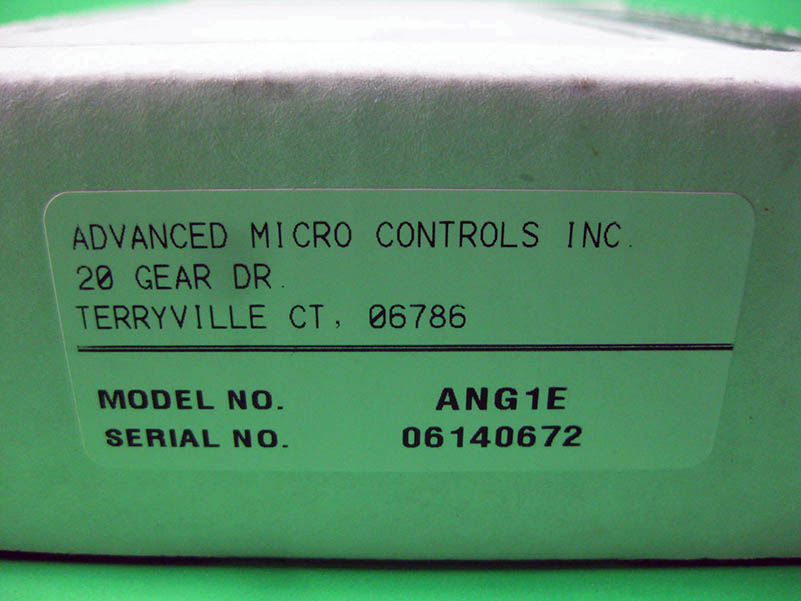 ADVANCED MICRO CONTROLS INC.
20 GEAR DR.
TERRYVILLE CT, 06786
MODEL NO. ANG1E
SERIAL NO. 06140672